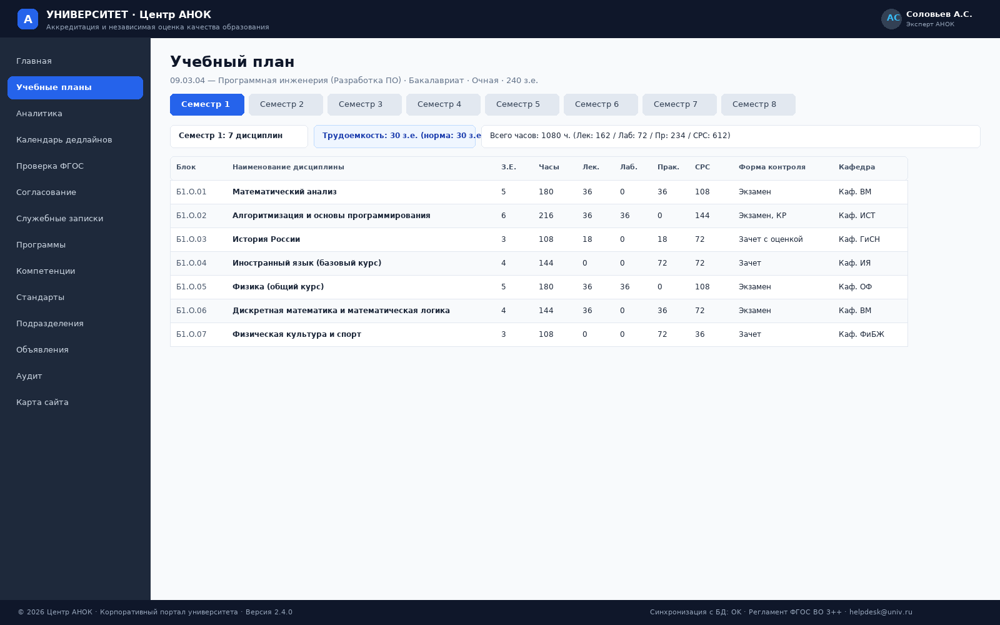 А
УНИВЕРСИТЕТ · Центр АНОК
Аккредитация и независимая оценка качества образования
АС
Соловьев А.С.
Эксперт АНОК
Главная
Учебные планы
Аналитика
Календарь дедлайнов
Проверка ФГОС
Согласование
Служебные записки
Программы
Компетенции
Стандарты
Подразделения
Объявления
Аудит
Карта сайта
Учебный план
09.03.04 — Программная инженерия (Разработка ПО) · Бакалавриат · Очная · 240 з.е.
Семестр 1 Семестр 2 Семестр 3 Семестр 4 Семестр 5 Семестр 6 Семестр 7 Семестр 8
Семестр 1: 7 дисциплин Трудоемкость: 30 з.е. (норма: 30 з.е Всего часов: 1080 ч. (Лек: 162 / Лаб: 72 / Пр: 234 / СРС: 612)
Блок Наименование дисциплины З.Е. Часы Лек. Лаб. Прак. СРС Форма контроля Кафедра
Б1.О.01 Математический анализ 5 180 36 0 36 108 Экзамен Каф. ВМ
Б1.О.02 Алгоритмизация и основы программирования 6 216 36 36 0 144 Экзамен, КР Каф. ИСТ
Б1.О.03 История России 3 108 18 0 18 72 Зачет с оценкой Каф. ГиСН
Б1.О.04 Иностранный язык (базовый курс) 4 144 0 0 72 72 Зачет Каф. ИЯ
Б1.О.05 Физика (общий курс) 5 180 36 36 0 108 Экзамен Каф. ОФ
Б1.О.06 Дискретная математика и математическая логика 4 144 36 0 36 72 Экзамен Каф. ВМ
Б1.О.07 Физическая культура и спорт 3 108 0 0 72 36 Зачет Каф. ФиБЖ
© 2026 Центр АНОК · Корпоративный портал университета · Версия 2.4.0
Синхронизация с БД: OK · Регламент ФГОС ВО 3++ · helpdesk@univ.ru